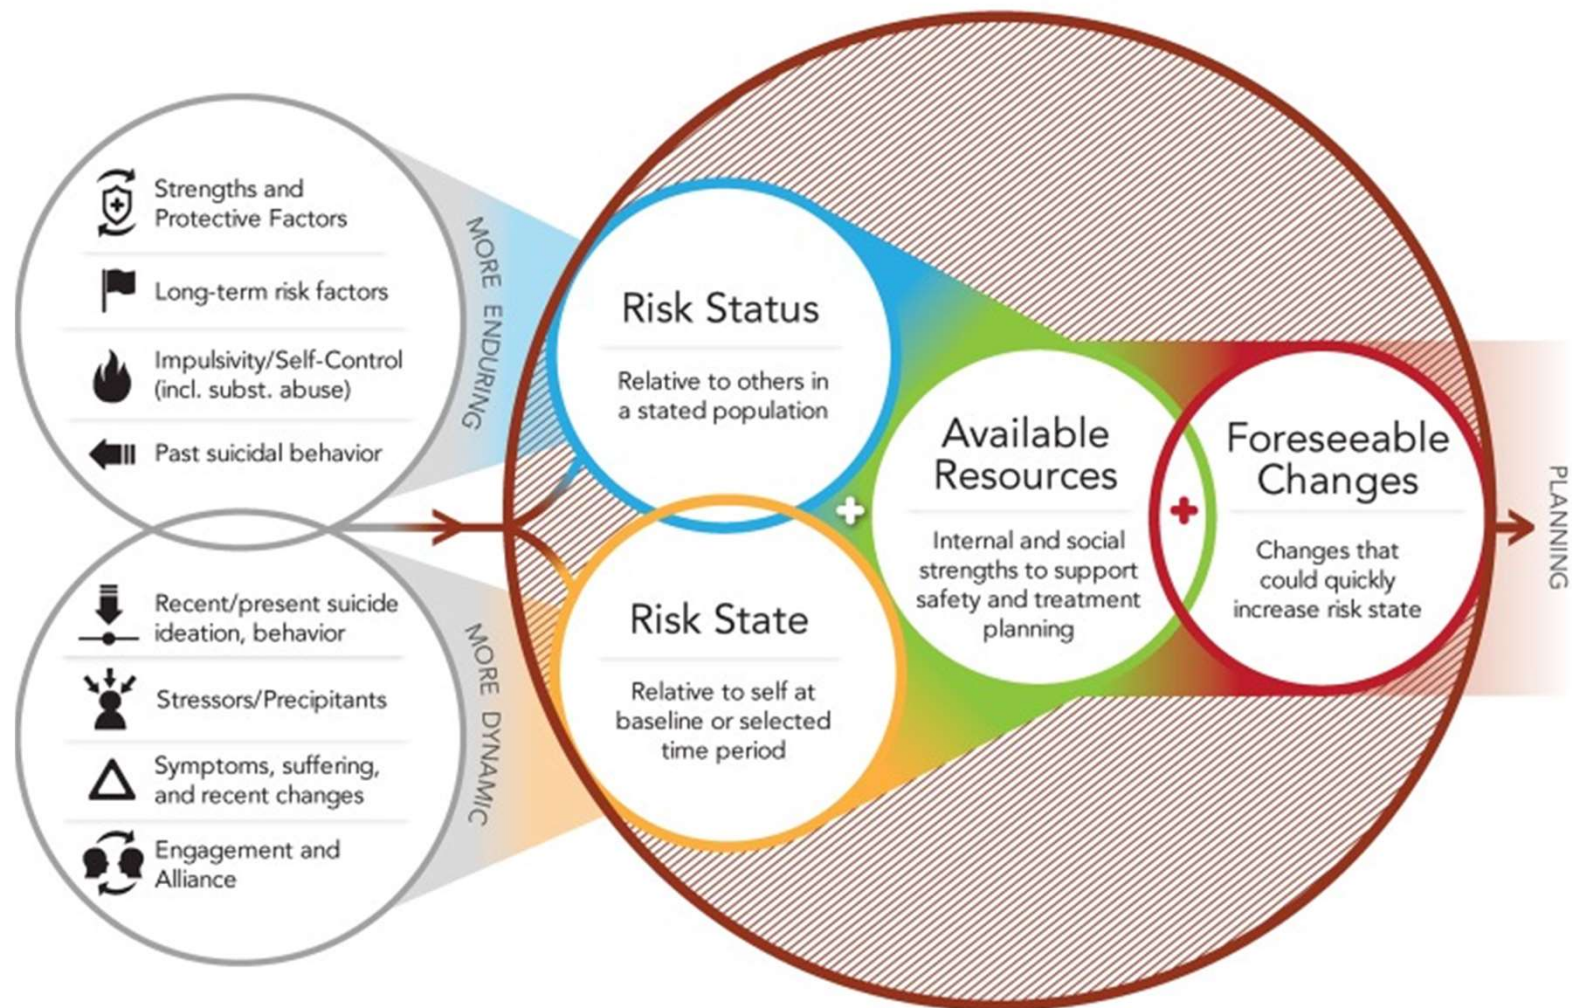 Strengths and
Protective Factors
Long-term risk factors
Impulsivity/Self-Control
(incl. subst. abuse)
Past suicidal behavior
MORE ENDURING
Recent/present suicide
ideation, behavior
Stressors/Precipitants
Symptoms, suffering,
and recent changes
Engagement and
Alliance
MORE DYNAMIC
Risk Status
Relative to others in
a stated population
Risk State
Relative to self at
baseline or selected
time period
Available
Resources
Internal and social
strengths to support
safety and treatment
planning
Foreseeable
Changes
Changes that
could quickly
increase risk state
PLANNING